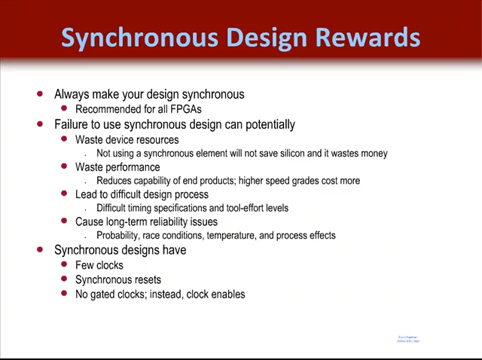 Synchronous Design Rewards
Always make your design synchronous
Recommended for all FPGAs
Failure to use synchronous design can potentially
Waste device resources
Not using a synchronous element will not save silicon and it wastes money
Waste performance
Reduces capability of end products; higher speed grades cost more
Lead to difficult design process
Difficult timing specifications and tool-effort levels
Cause long-term reliability issues
Probability, race conditions, temperature, and process effects
Synchronous designs have
Few clocks
Synchronous resets
No gated clocks; instead, clock enables